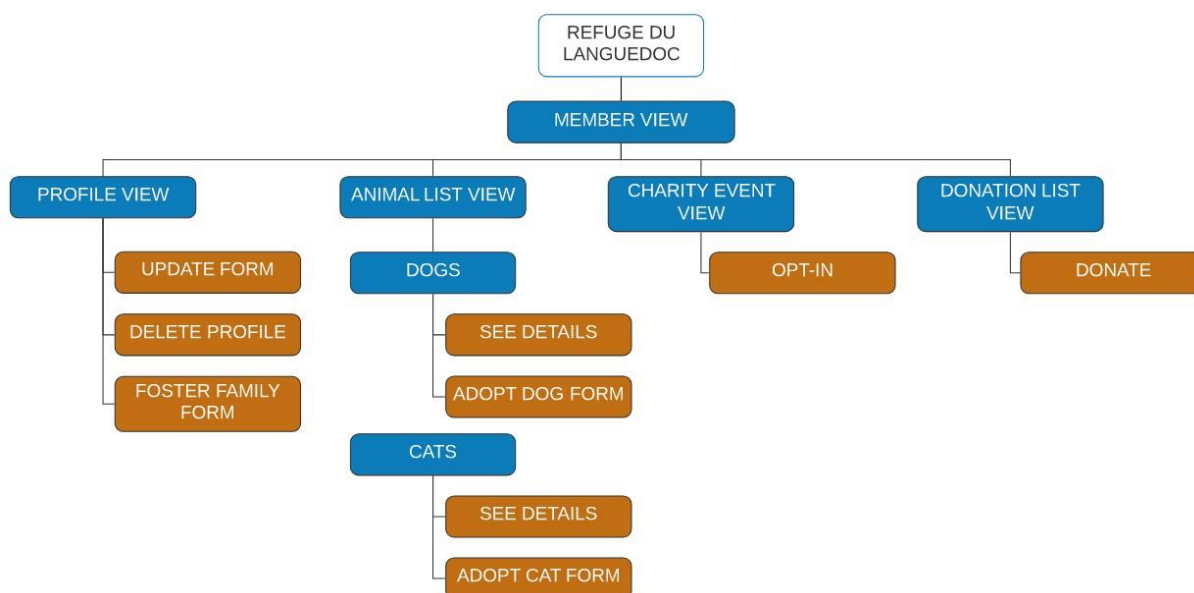 REFUGE DU
LANGUEDOC
MEMBER VIEW
PROFILE VIEW
ANIMAL LIST VIEW
CHARITY EVENT
VIEW
DONATION LIST
VIEW
UPDATE FORM
DELETE PROFILE
FOSTER FAMILY
FORM
DOGS
SEE DETAILS
ADOPT DOG FORM
CATS
SEE DETAILS
ADOPT CAT FORM
OPT-IN
DONATE